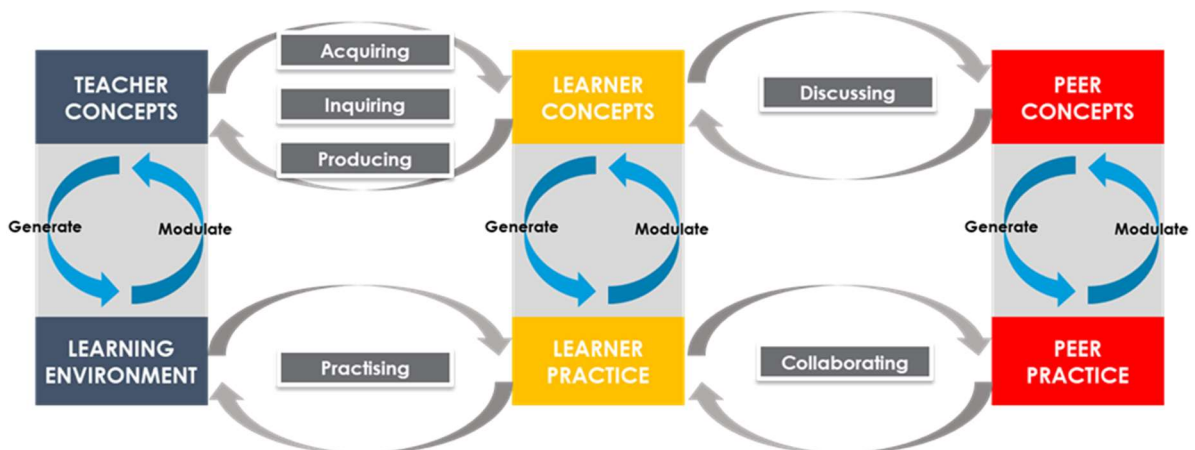 Acquiring
TEACHER
CONCEPTS
Inquiring
Producing
LEARNER
CONCEPTS
Discussing
PEER
CONCEPTS
Generate
Modulate
Generate
Modulate
Generate
Modulate
LEARNING
ENVIRONMENT
Practising
LEARNER
PRACTICE
Collaborating
PEER
PRACTICE